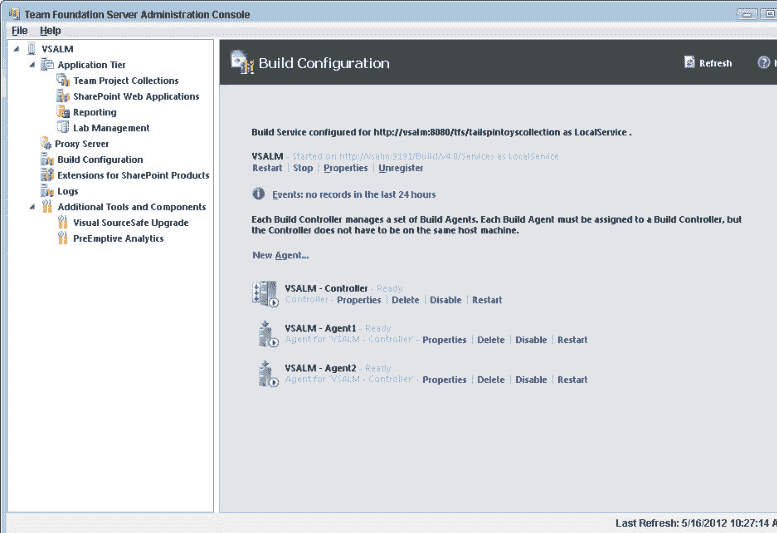 Team Foundation Server Administration Console
File Help
VSALM
Application Tier
Team Project Collections
SharePoint Web Applications
Reporting
Lab Management
Proxy Server
Build Configuration
Extensions for SharePoint Products
Logs
Additional Tools and Components
Visual SourceSafe Upgrade
PreEmptive Analytics
Build Configuration
Refresh
Build Service configured for http://vsalm:8080/tfs/tailspintoyscollection as LocalService .
VSALM - Started on http://vsalm:9191/Build/v4.0/Services as LocalService
Restart | Stop | Properties | Unregister
Events: no records in the last 24 hours
Each Build Controller manages a set of Build Agents. Each Build Agent must be assigned to a Build Controller, but
the Controller does not have to be on the same host machine.
New Agent...
VSALM - Controller - Ready
Controller - Properties | Delete | Disable | Restart
VSALM - Agent1 - Ready
Agent for 'VSALM - Controller' - Properties | Delete | Disable | Restart
VSALM - Agent2 - Ready
Agent for 'VSALM - Controller' - Properties | Delete | Disable | Restart
Last Refresh: 5/16/2012 10:27:14 A